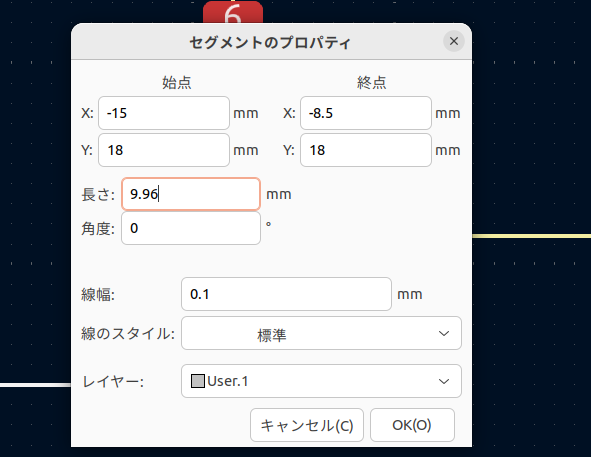 6
セグメントのプロパティ
始点 終点
X: -15 mm X: -8.5 mm
Y: 18 mm Y: 18 mm
長さ: 9.96 mm
角度: 0 °
線幅: 0.1 mm
線のスタイル: 標準
レイヤー: User.1
キャンセル(C) OK(O)